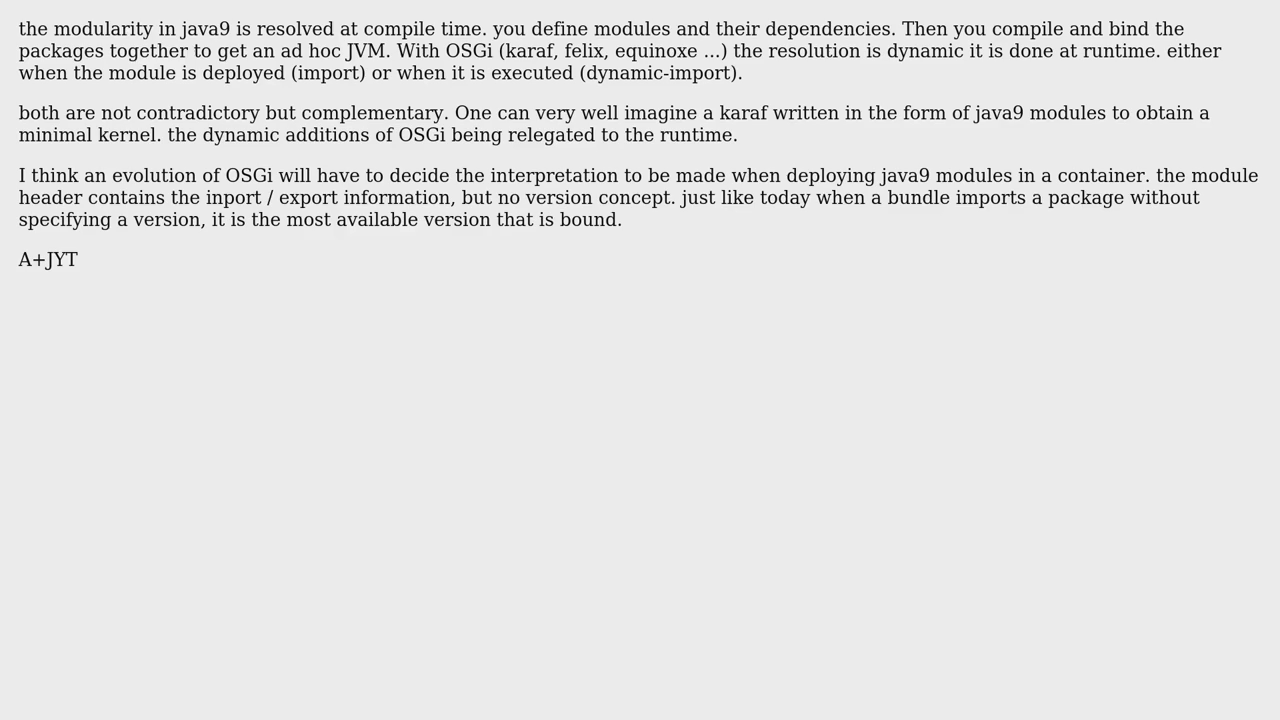 the modularity in java9 is resolved at compile time. you define modules and their dependencies. Then you compile and bind the
packages together to get an ad hoc JVM. With OSGi (karaf, felix, equinoxe ...) the resolution is dynamic it is done at runtime. either
when the module is deployed (import) or when it is executed (dynamic-import).
both are not contradictory but complementary. One can very well imagine a karaf written in the form of java9 modules to obtain a
minimal kernel. the dynamic additions of OSGi being relegated to the runtime.
I think an evolution of OSGi will have to decide the interpretation to be made when deploying java9 modules in a container. the module
header contains the inport / export information, but no version concept. just like today when a bundle imports a package without
specifying a version, it is the most available version that is bound.
A+JYT